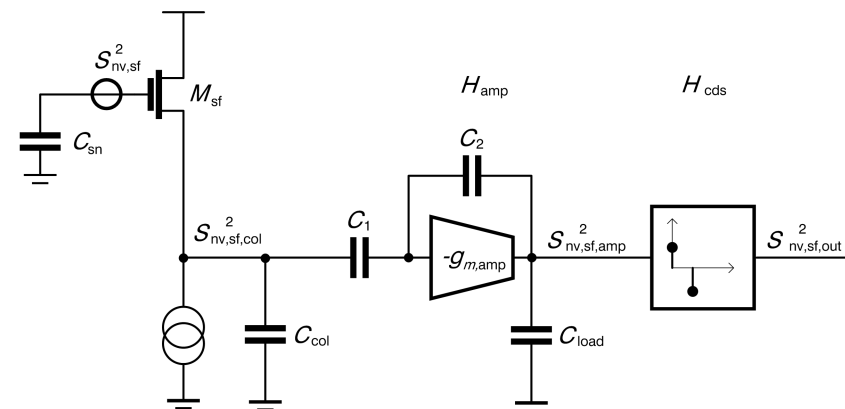 S²nv,sf
Msf
Csn
Hamp
Hcds
C2
C1
S²nv,sf,col
-gm,amp
S²nv,sf,amp
S²nv,sf,out
Ccol
Cload